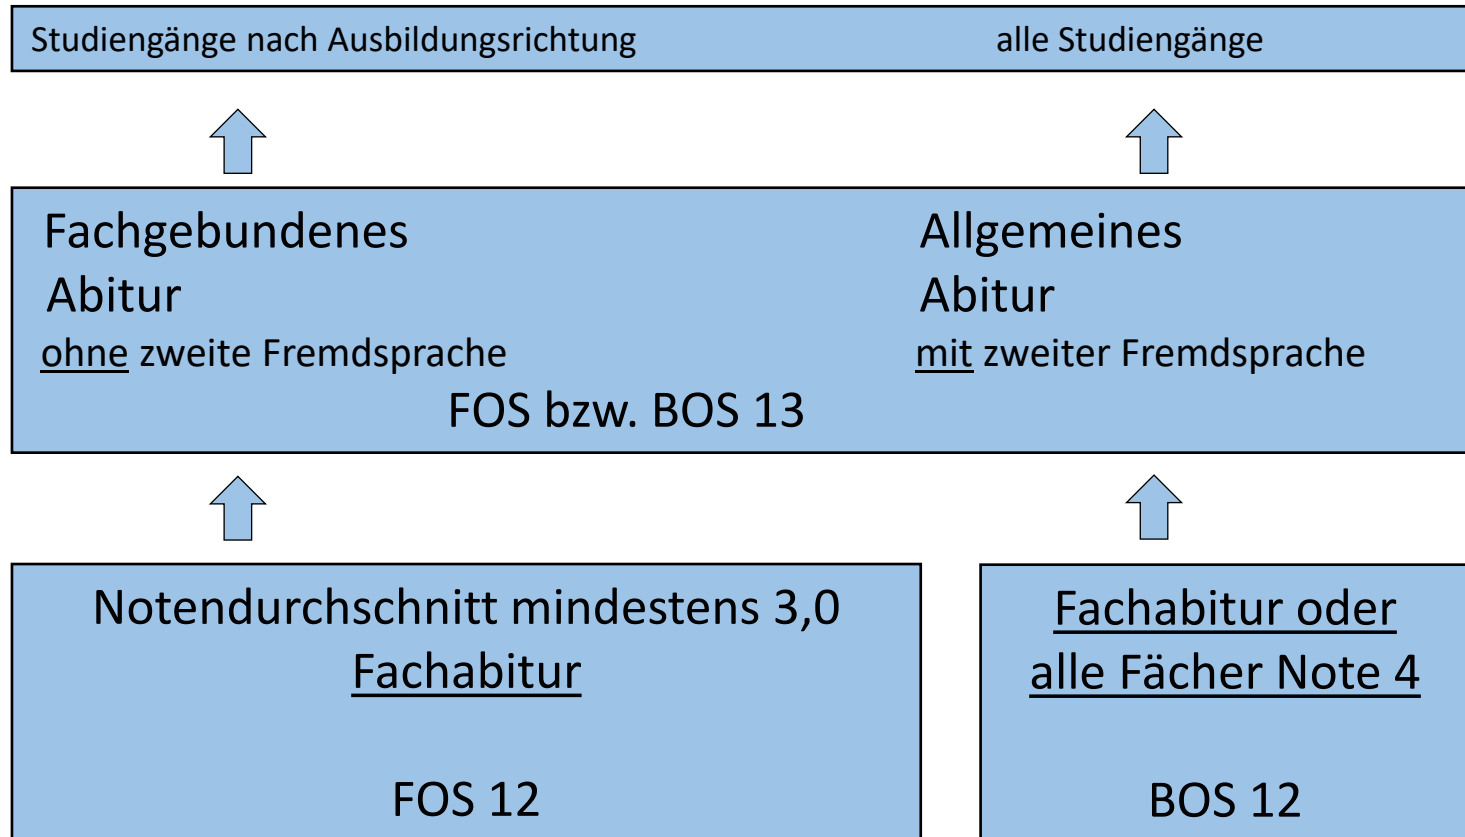 Studiengänge nach Ausbildungsrichtung
alle Studiengänge
Fachgebundenes
Abitur
ohne zweite Fremdsprache
Allgemeines
Abitur
mit zweiter Fremdsprache
FOS bzw. BOS 13
Notendurchschnitt mindestens 3,0
Fachabitur
FOS 12
Fachabitur oder
alle Fächer Note 4
BOS 12